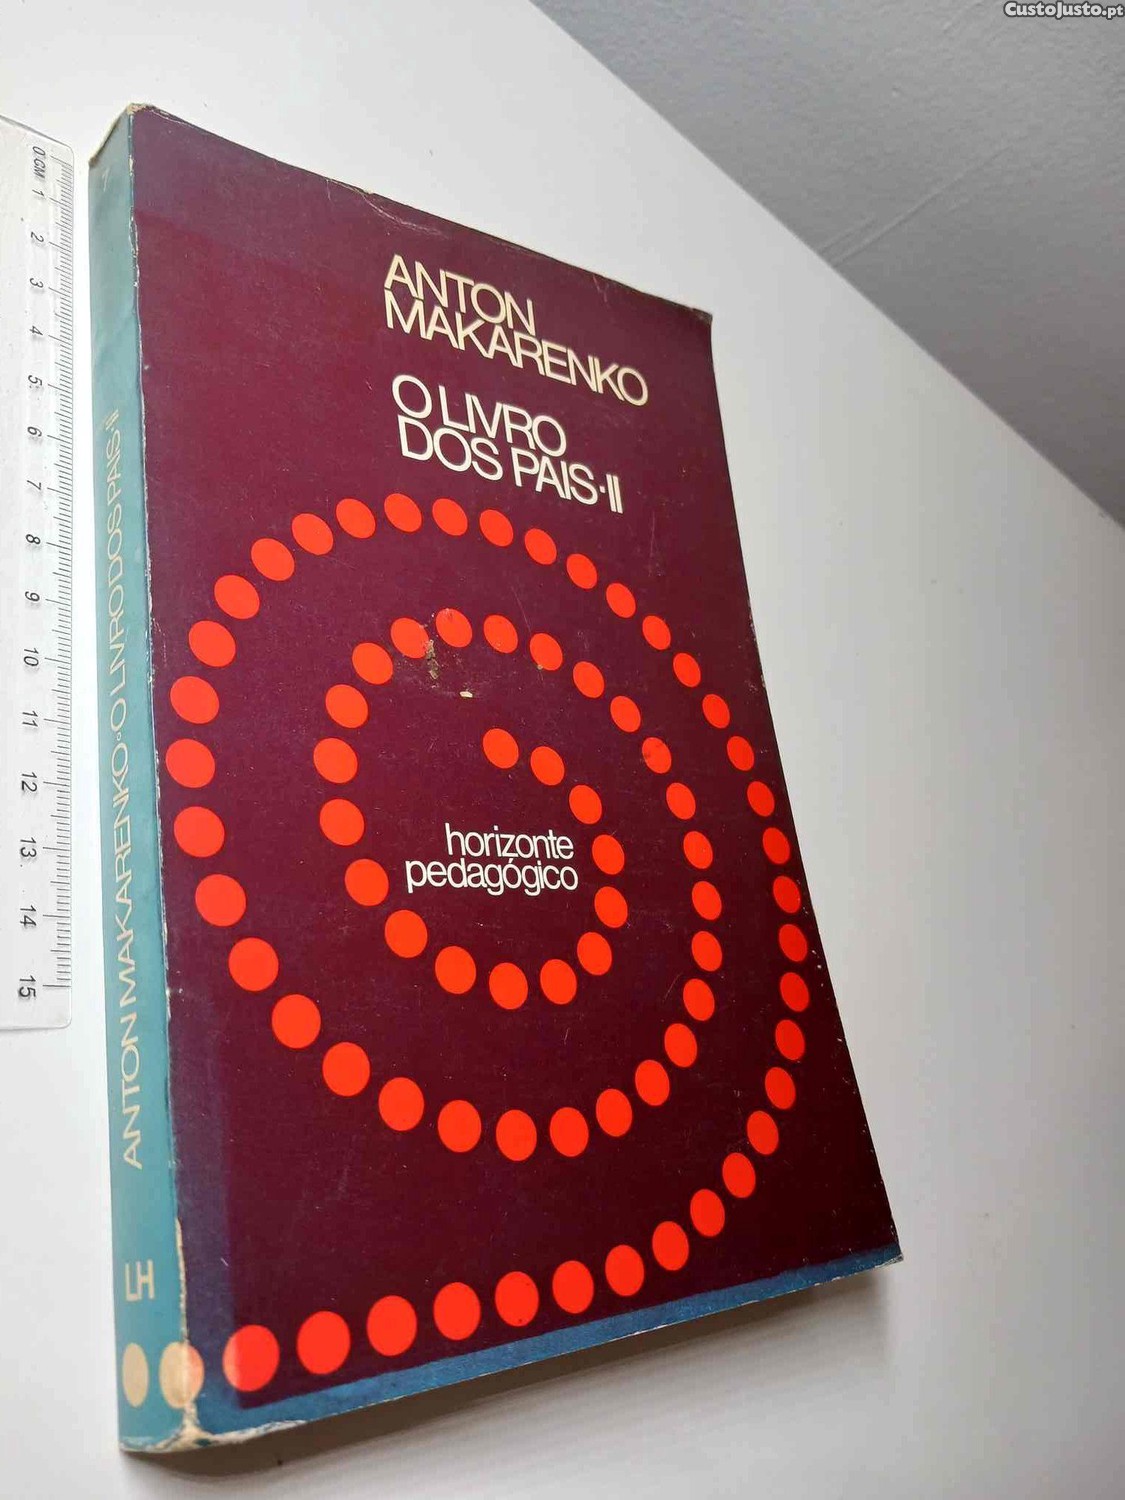 CustoJusto.pt
ANTON
MAKARENKO
O LIVRO
DOS PAIS·II
horizonte
pedagógico
ANTON MAKARENKO·O LIVRO DOS PAIS·II
7
0 CM 1 2 3 4 5 6 7 8 9 10 11 12 13 14 15